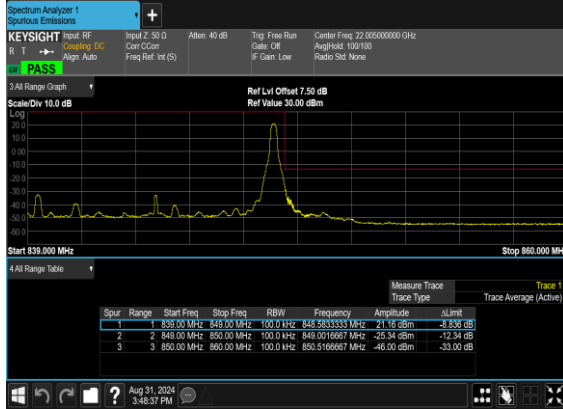 Spectrum Analyzer 1
Spurious Emissions
KEYSIGHT Input: RF Input Z: 50 Ω Atten: 40 dB Trig: Free Run Center Freq: 22.005000000 GHz
R T Coupling: DC Corr CCorr Gate: Off Avg|Hold: 100/100
Align: Auto Freq Ref: Int (S) IF Gain: Low Radio Std: None
PASS
3 All Range Graph
Ref Lvl Offset 7.50 dB
Scale/Div 10.0 dB Ref Value 30.00 dBm
Log
20.0
10.0
0.00
-10.0
-20.0
-30.0
-40.0
-50.0
-60.0
Start 839.000 MHz Stop 860.000 MH
4 All Range Table
Measure Trace Trace 1
Trace Type Trace Average (Active)
Spur Range Start Freq Stop Freq RBW Frequency Amplitude ΔLimit
1 1 839.00 MHz 849.00 MHz 100.0 kHz 848.5833333 MHz 21.16 dBm -8.836 dB
2 2 849.00 MHz 850.00 MHz 100.0 kHz 849.0016667 MHz -25.34 dBm -12.34 dB
3 3 850.00 MHz 860.00 MHz 100.0 kHz 850.5166667 MHz -46.00 dBm -33.00 dB
Aug 31, 2024
3:48:37 PM